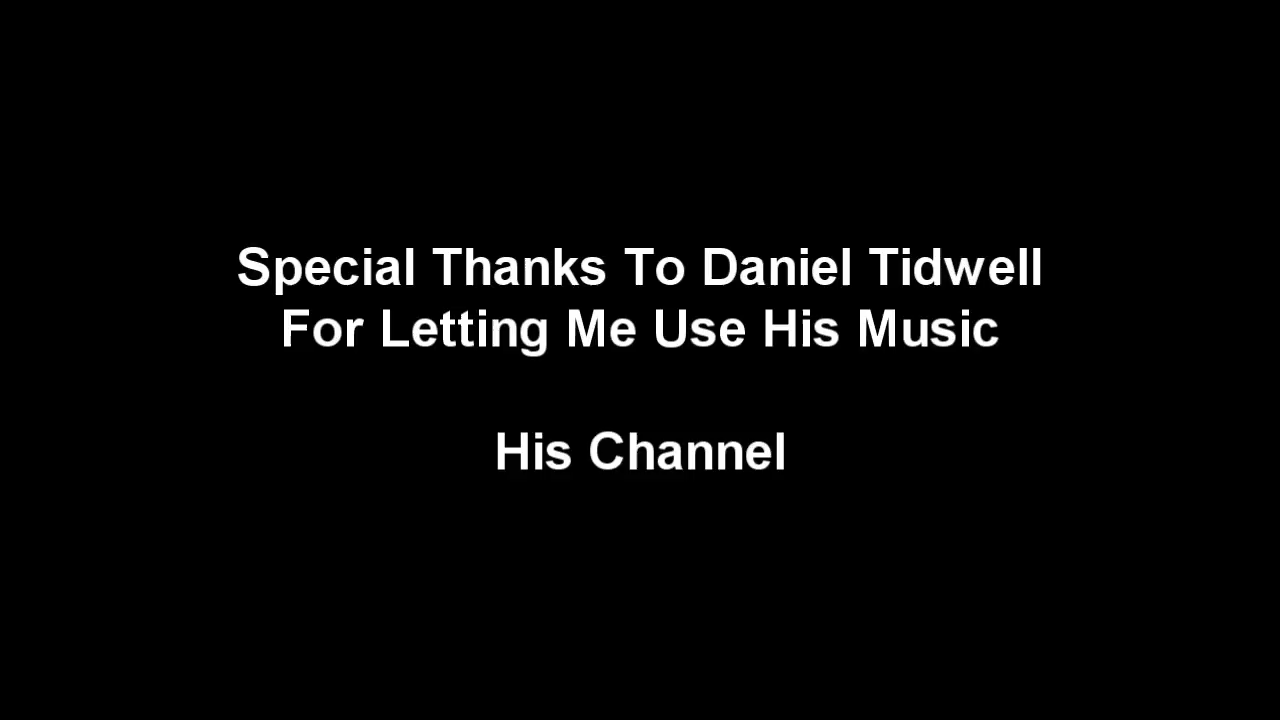 Special Thanks To Daniel Tidwell
For Letting Me Use His Music
His Channel